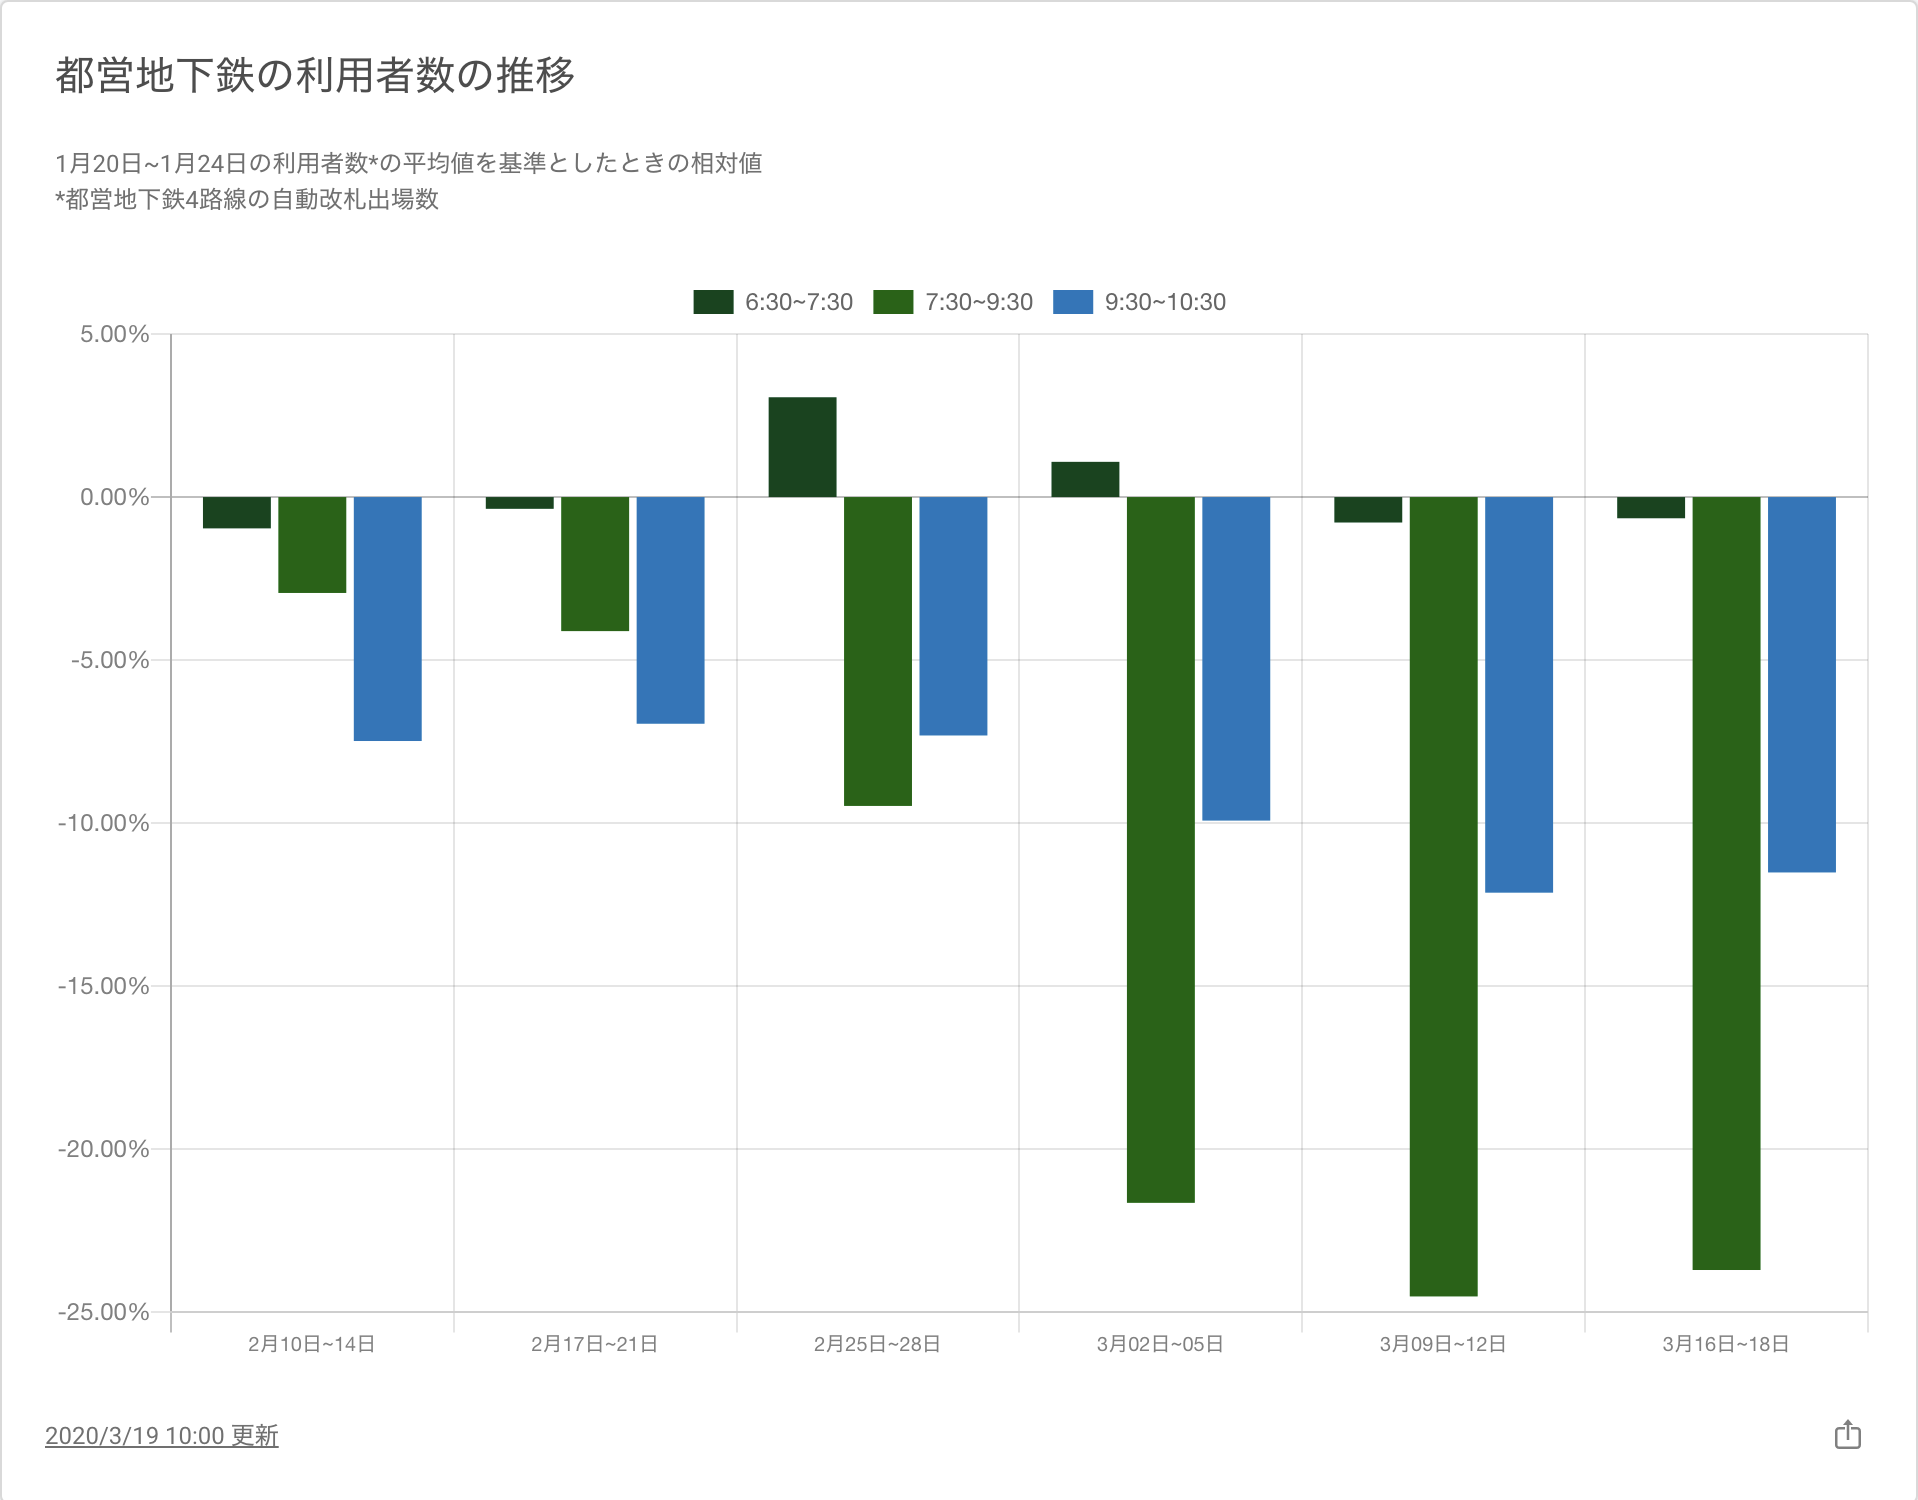 都営地下鉄の利用者数の推移
1月20日~1月24日の利用者数*の平均値を基準としたときの相対値
*都営地下鉄4路線の自動改札出場数
6:30~7:30 7:30~9:30 9:30~10:30
5.00%
0.00%
-5.00%
-10.00%
-15.00%
-20.00%
-25.00%
2月10日~14日 2月17日~21日 2月25日~28日 3月02日~05日 3月09日~12日 3月16日~18日
2020/3/19 10:00 更新